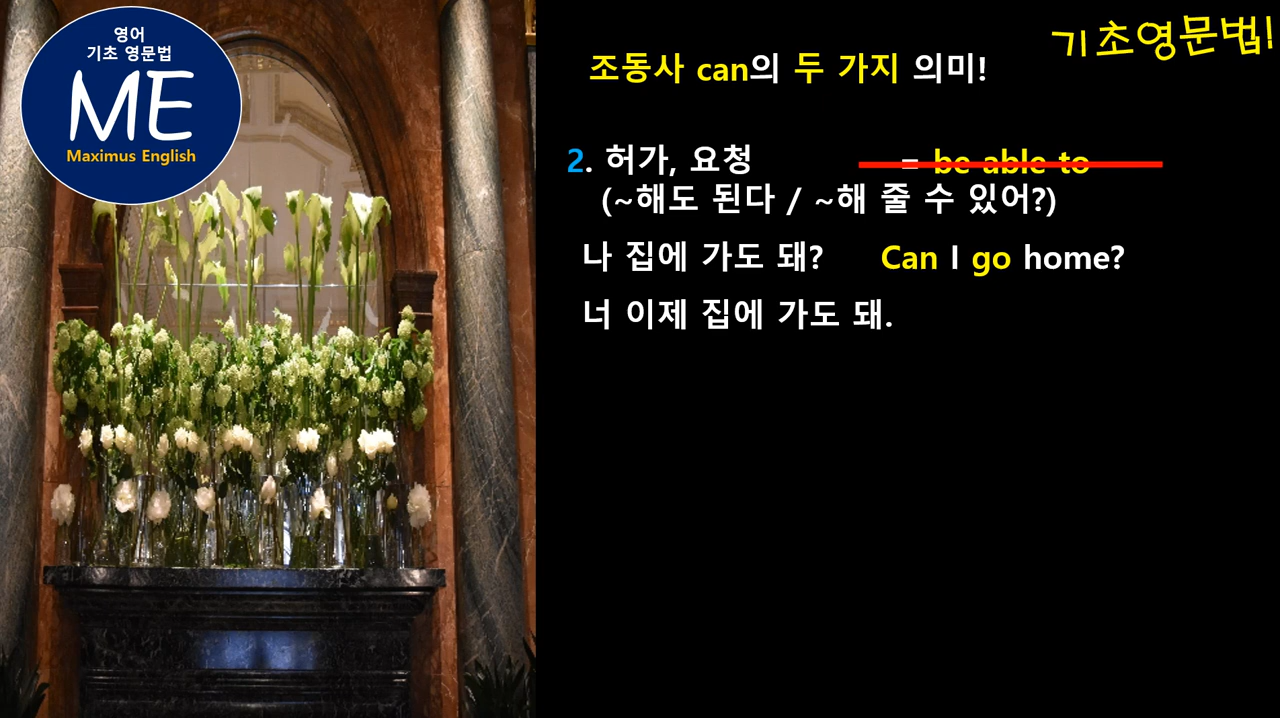 영어
기초 영문법
ME
Maximus English
기초영문법!
조동사 can의 두 가지 의미!
2. 허가, 요청 = be able to
(~해도 된다 / ~해 줄 수 있어?)
나 집에 가도 돼? Can I go home?
너 이제 집에 가도 돼.